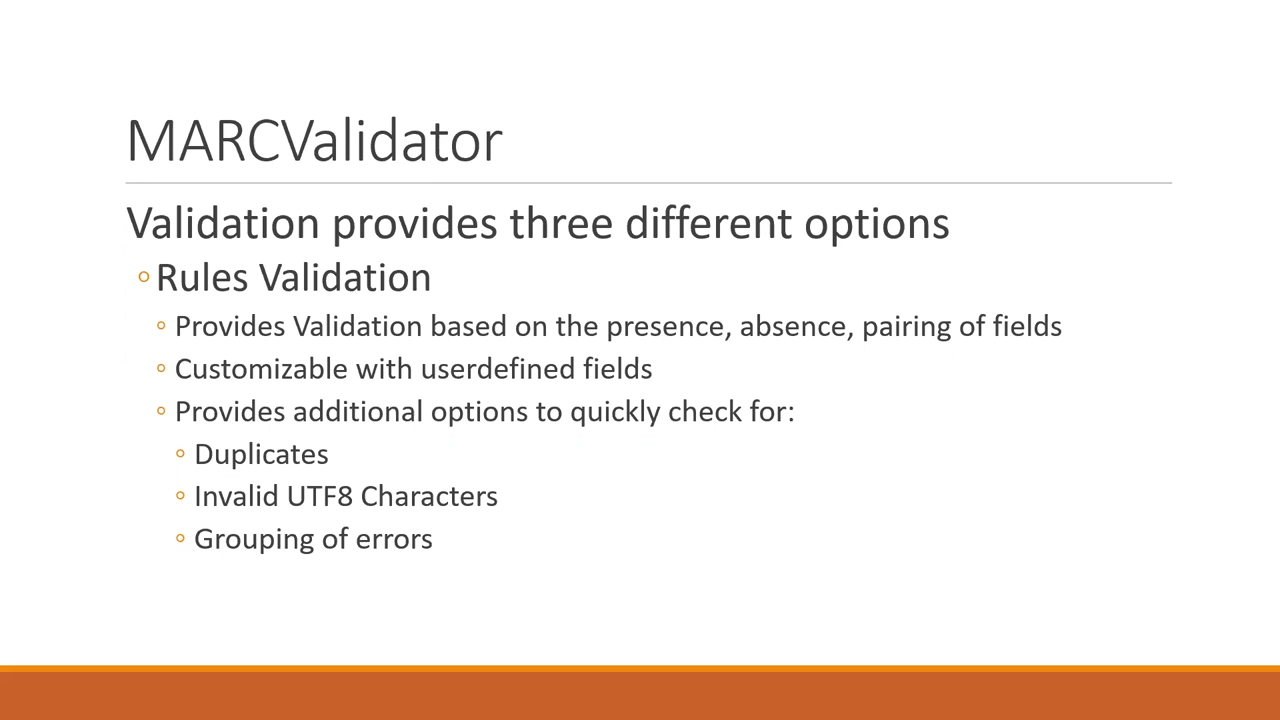 MARCValidator
Validation provides three different options
Rules Validation
Provides Validation based on the presence, absence, pairing of fields
Customizable with userdefined fields
Provides additional options to quickly check for:
Duplicates
Invalid UTF8 Characters
Grouping of errors